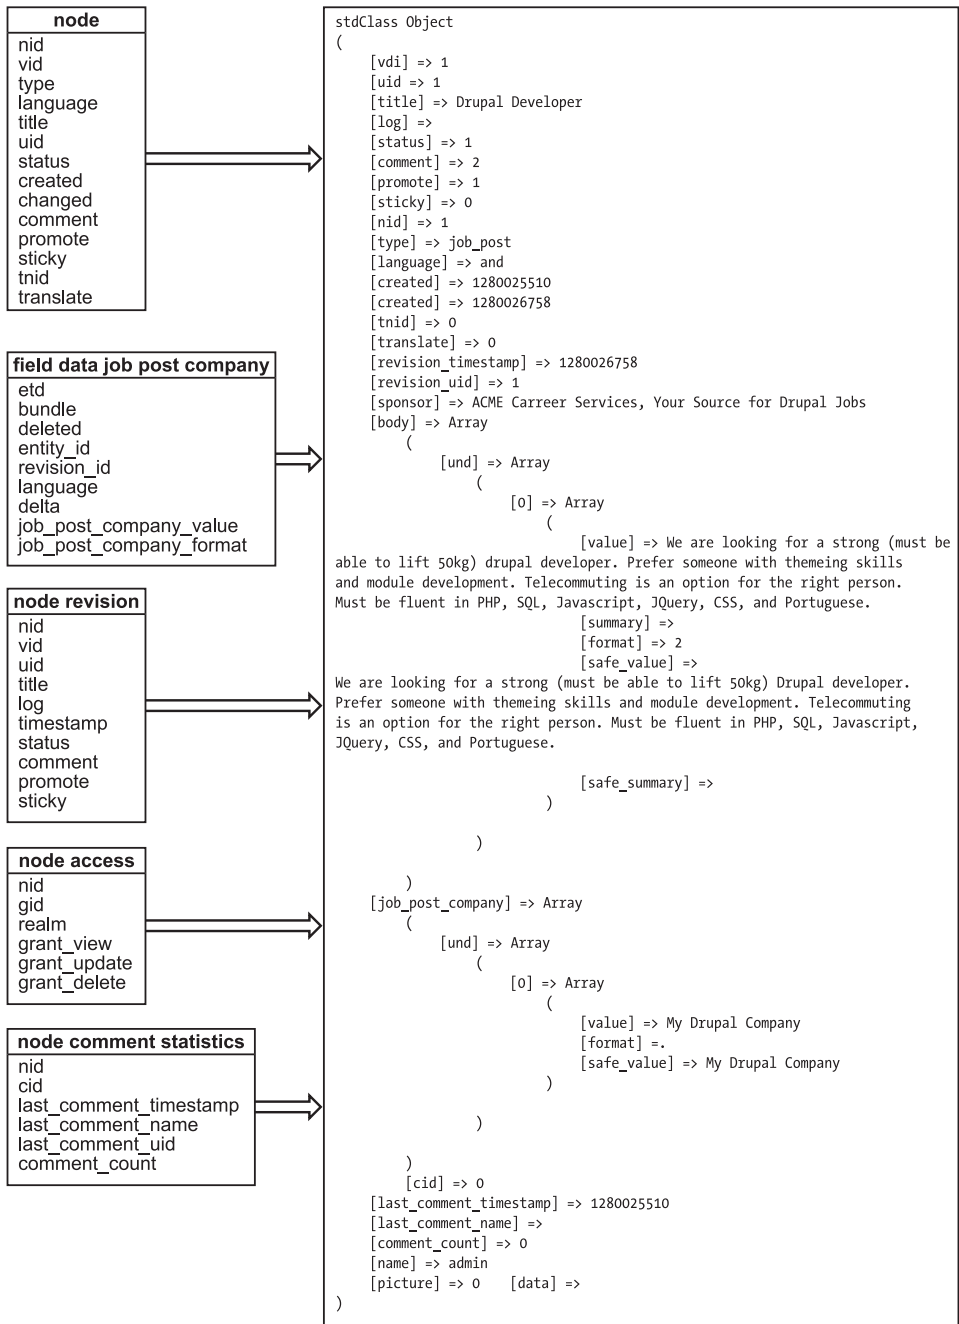 node
nid
vid
type
language
title
uid
status
created
changed
comment
promote
sticky
tnid
translate
field data job post company
etd
bundle
deleted
entity_id
revision_id
language
delta
job_post_company_value
job_post_company_format
node revision
nid
vid
uid
title
log
timestamp
status
comment
promote
sticky
node access
nid
gid
realm
grant_view
grant_update
grant_delete
node comment statistics
nid
cid
last_comment_timestamp
last_comment_name
last_comment_uid
comment_count
stdClass Object
(
[vdi] => 1
[uid => 1
[title] => Drupal Developer
[log] =>
[status] => 1
[comment] => 2
[promote] => 1
[sticky] => 0
[nid] => 1
[type] => job_post
[language] => and
[created] => 1280025510
[created] => 1280026758
[tnid] => 0
[translate] => 0
[revision_timestamp] => 1280026758
[revision_uid] => 1
[sponsor] => ACME Carreer Services, Your Source for Drupal Jobs
[body] => Array
(
[und] => Array
(
[0] => Array
(
[value] => We are looking for a strong (must be
able to lift 50kg) drupal developer. Prefer someone with themeing skills
and module development. Telecommuting is an option for the right person.
Must be fluent in PHP, SQL, Javascript, JQuery, CSS, and Portuguese.
[summary] =>
[format] => 2
[safe_value] =>
We are looking for a strong (must be able to lift 50kg) Drupal developer.
Prefer someone with themeing skills and module development. Telecommuting
is an option for the right person. Must be fluent in PHP, SQL, Javascript,
JQuery, CSS, and Portuguese.
[safe_summary] =>
)
)
)
[job_post_company] => Array
(
[und] => Array
(
[0] => Array
(
[value] => My Drupal Company
[format] =.
[safe_value] => My Drupal Company
)
)
)
[cid] => 0
[last_comment_timestamp] => 1280025510
[last_comment_name] =>
[comment_count] => 0
[name] => admin
[picture] => 0 [data] =>
)